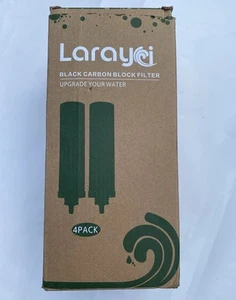 Larayci
BLACK CARBON BLOCK FILTER
UPGRADE YOUR WATER
4PACK